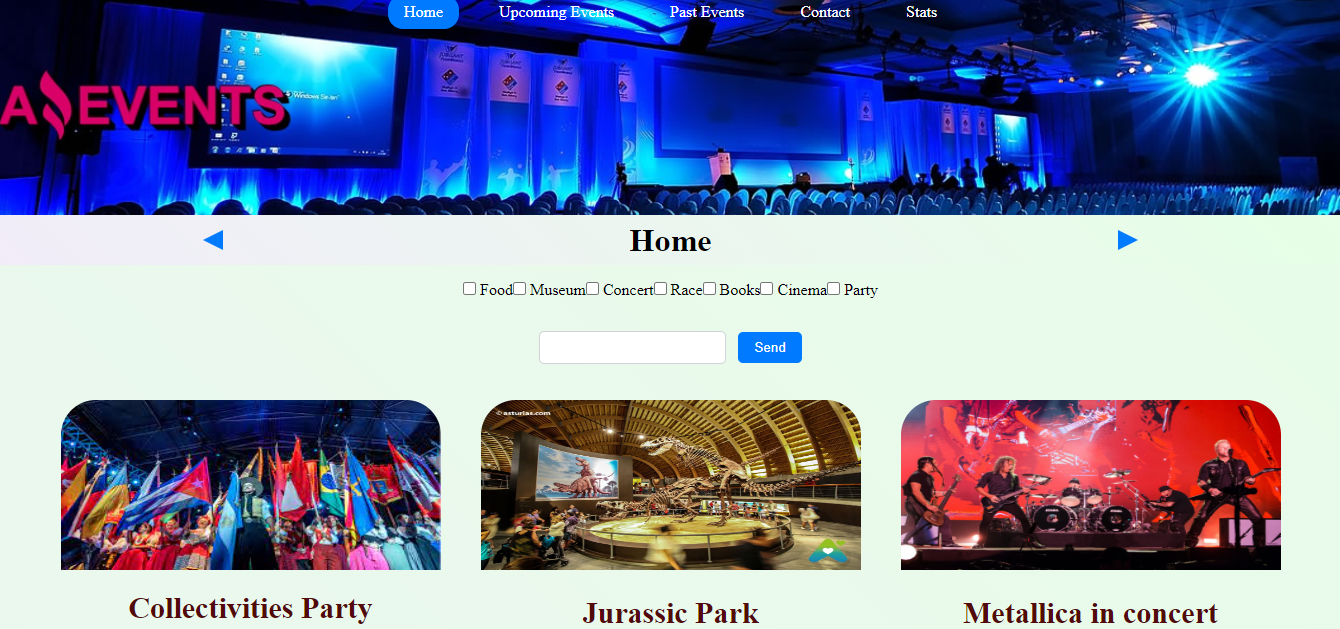 Home Upcoming Events Past Events Contact Stats
A EVENTS
Home
Food Museum Concert Race Books Cinema Party
Send
© asturias.com
Collectivities Party Jurassic Park Metallica in concert